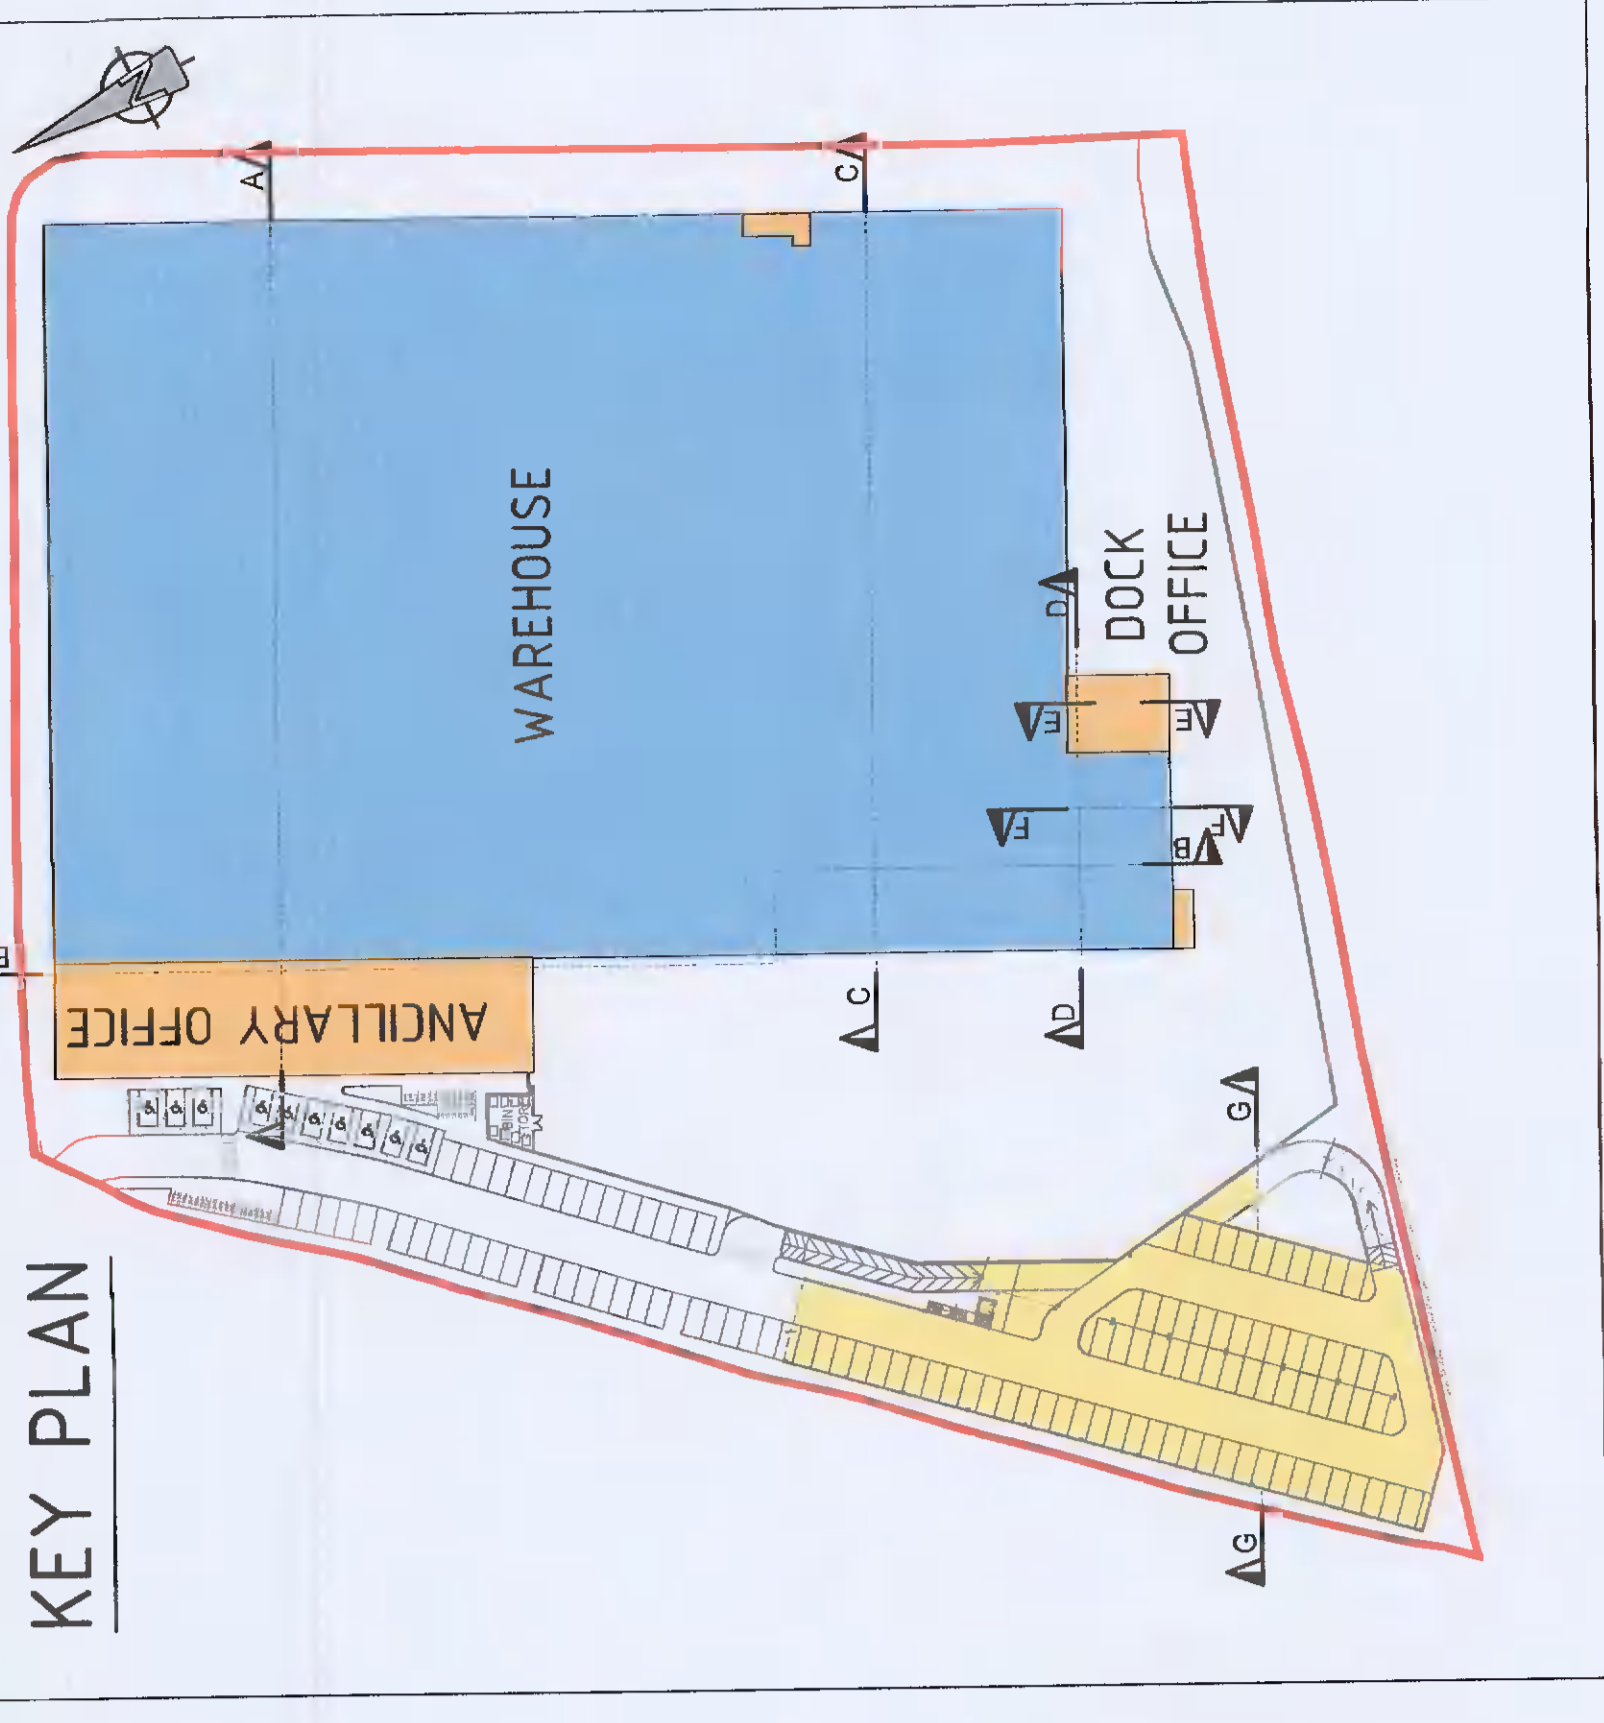 KEY PLAN
N
WAREHOUSE
ANCILLARY OFFICE
DOCK
OFFICE
BIN
STORE
A
B
B
C
C
D
D
E
E
F
F
G
G